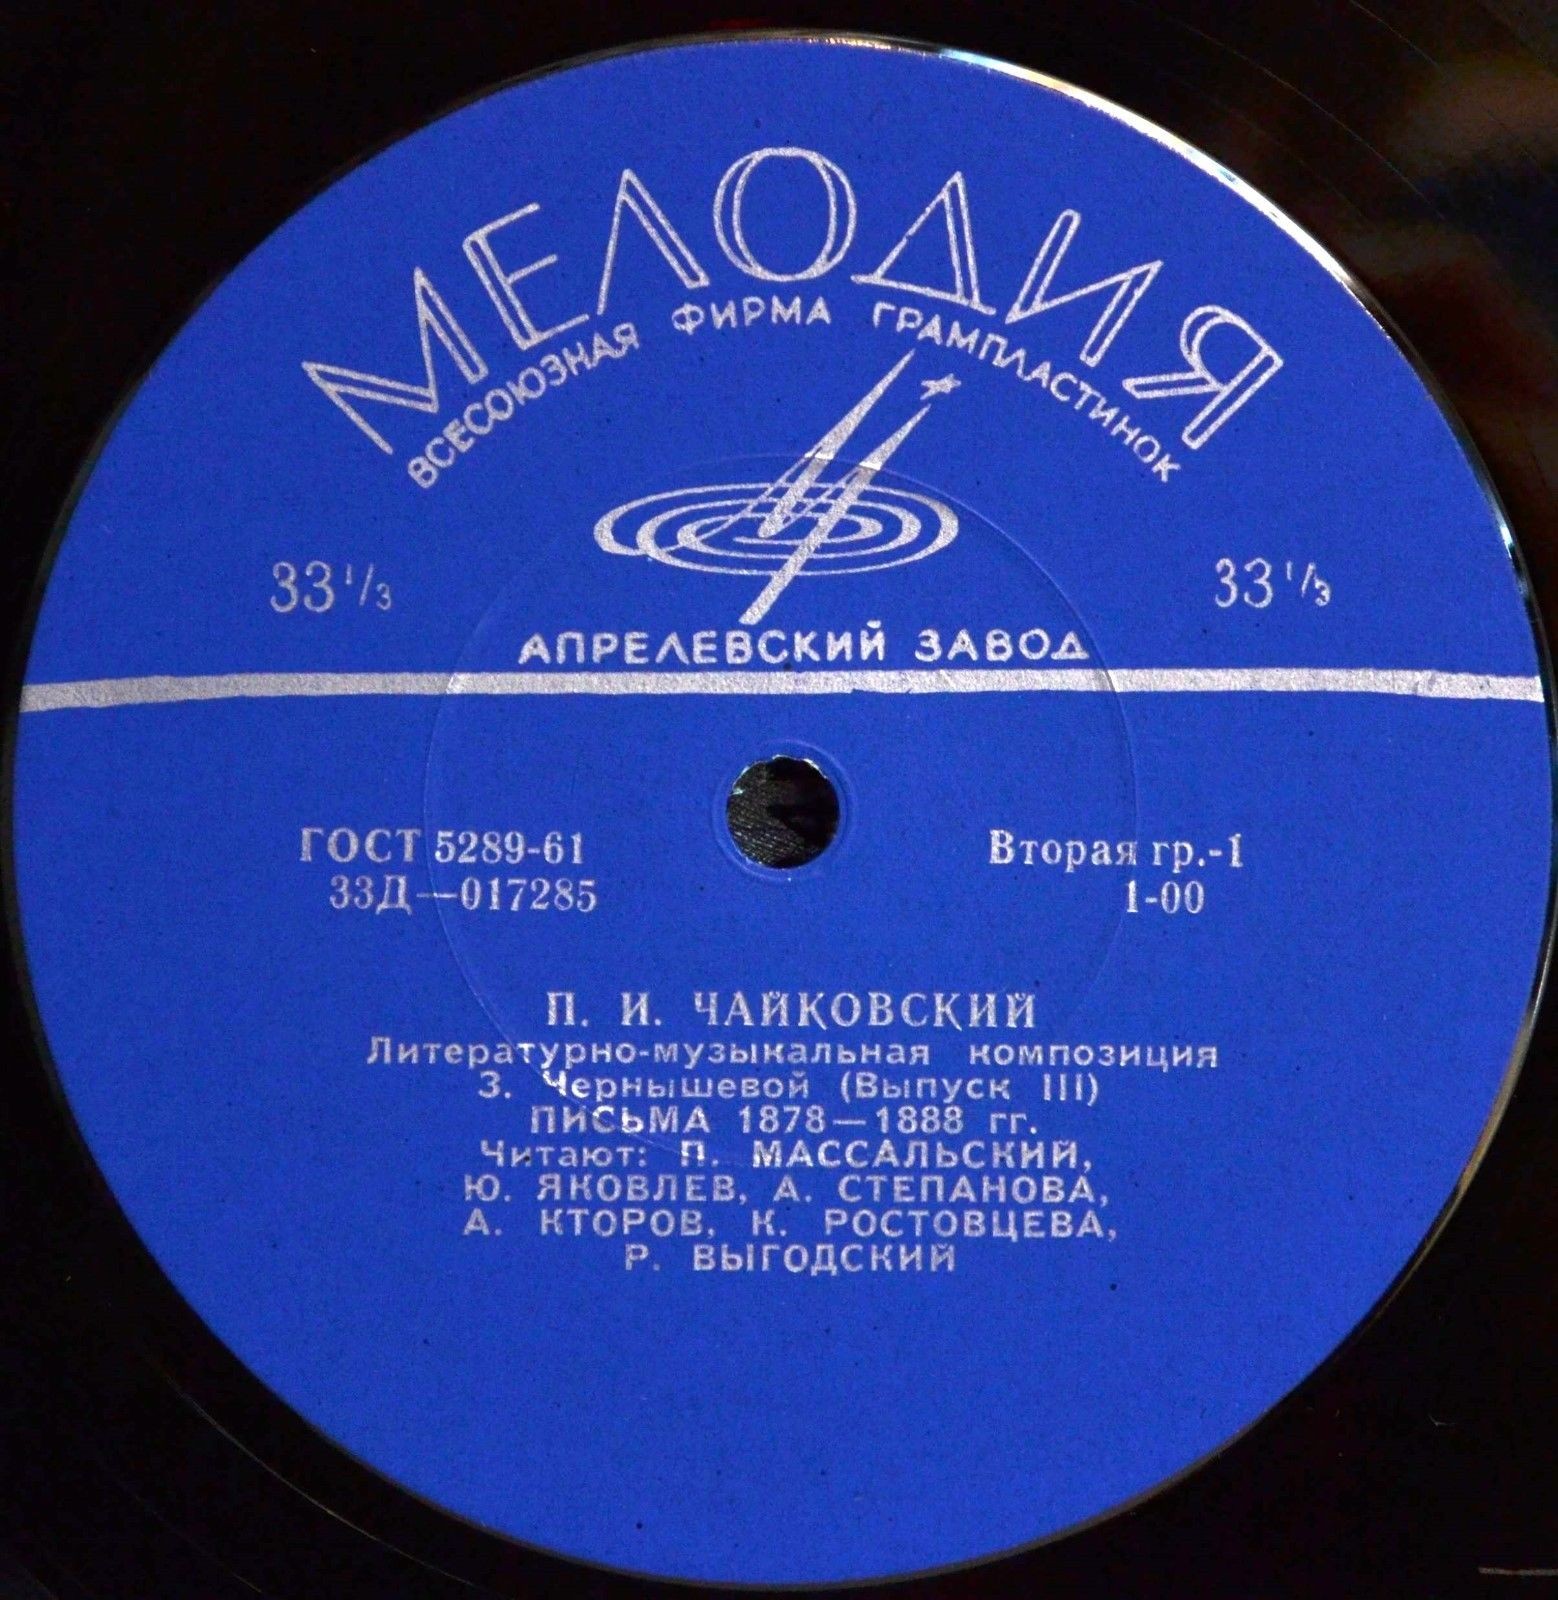 МЕЛОДИЯ
ВСЕСОЮЗНАЯ ФИРМА ГРАМПЛАСТИНОК
33 1/3
33 1/3
АПРЕЛЕВСКИЙ ЗАВОД
ГОСТ 5289-61
Вторая гр.-1
33Д—017285
1-00
П. И. ЧАЙКОВСКИЙ
Литературно-музыкальная композиция
З. Чернышевой (Выпуск III)
ПИСЬМА 1878—1888 гг.
Читают: П. МАССАЛЬСКИЙ,
Ю. ЯКОВЛЕВ, А. СТЕПАНОВА,
А. КТОРОВ, К. РОСТОВЦЕВА,
Р. ВЫГОДСКИЙ